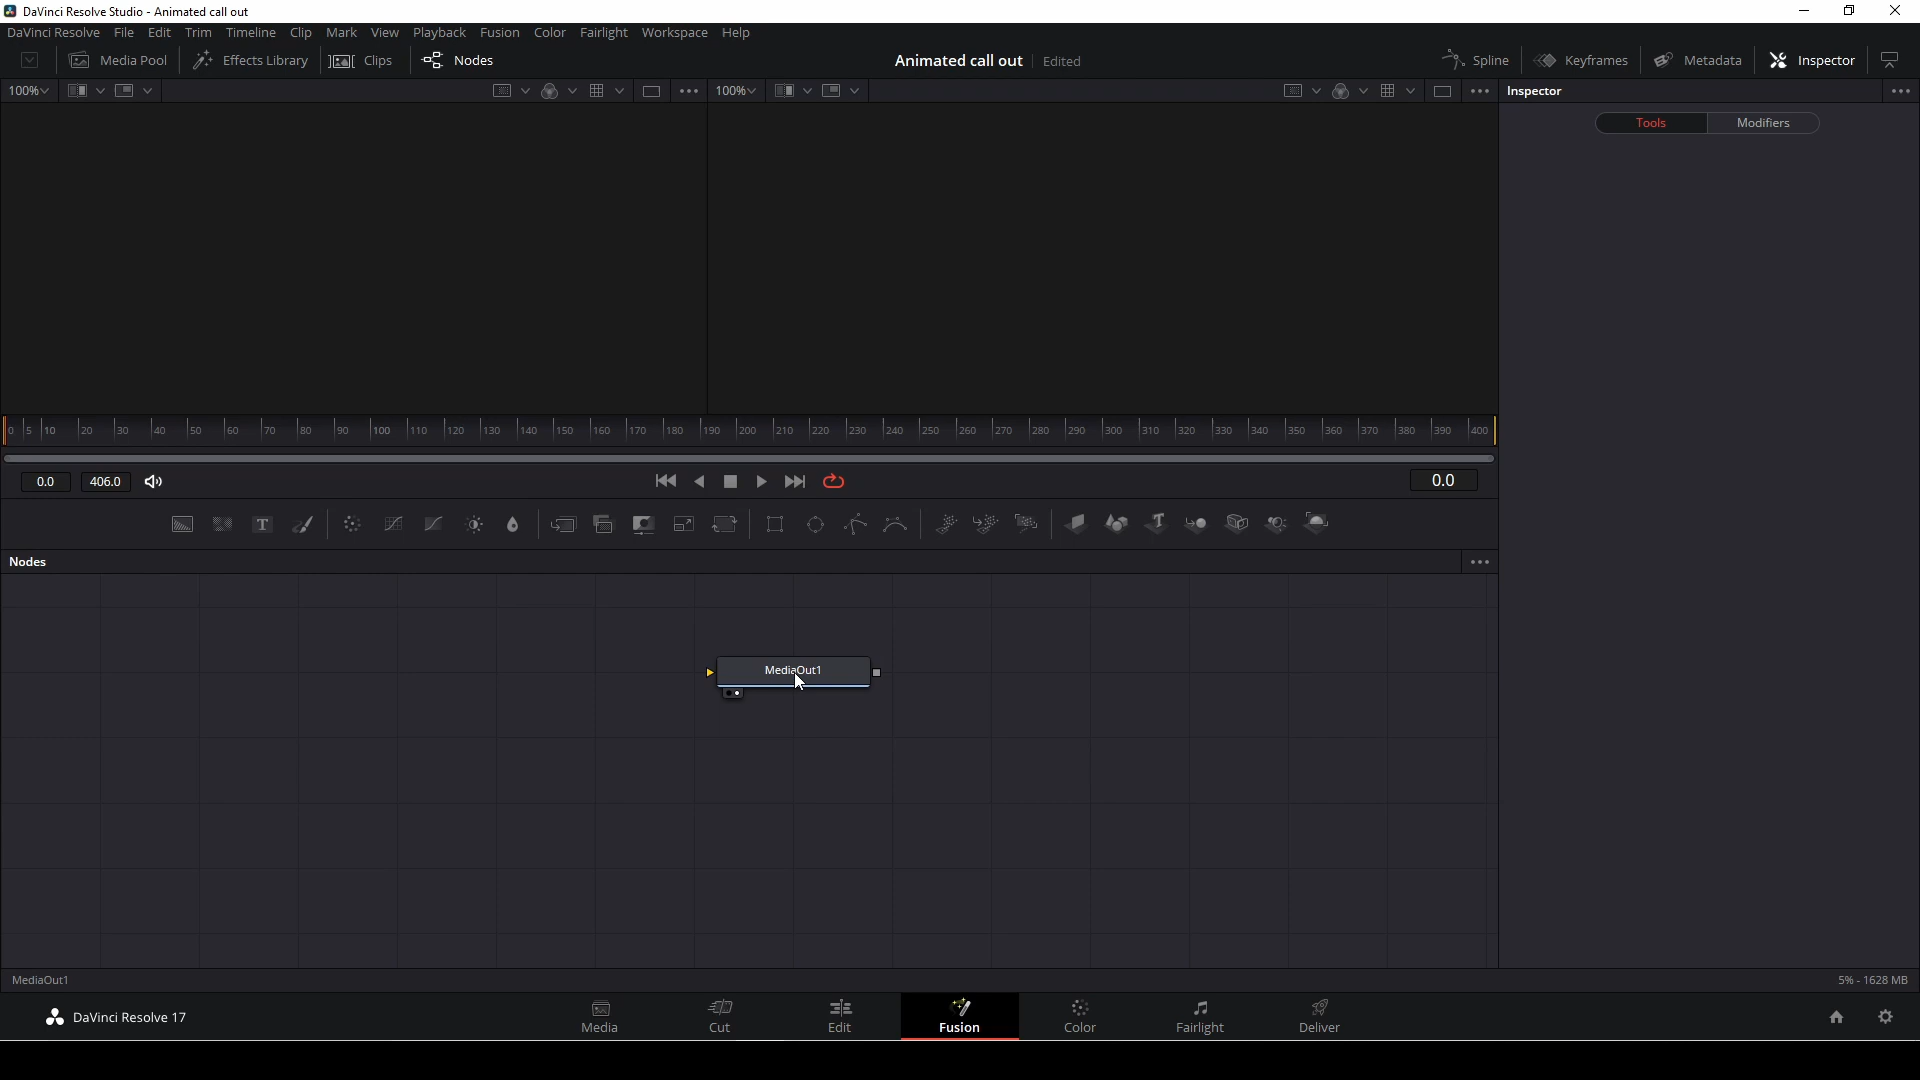 DaVinci Resolve Studio - Animated call out
DaVinci Resolve File Edit Trim Timeline Clip Mark View Playback Fusion Color Fairlight Workspace Help
Media Pool Effects Library Clips Nodes Animated call out Edited Spline Keyframes Metadata Inspector
100% 100% Inspector
Tools Modifiers
0 5 10 20 30 40 50 60 70 80 90 100 110 120 130 140 150 160 170 180 190 200 210 220 230 240 250 260 270 280 290 300 310 320 330 340 350 360 370 380 390 400
0.0 406.0 0.0
T T
Nodes
MediaOut1
MediaOut1 5% - 1628 MB
DaVinci Resolve 17 Media Cut Edit Fusion Color Fairlight Deliver